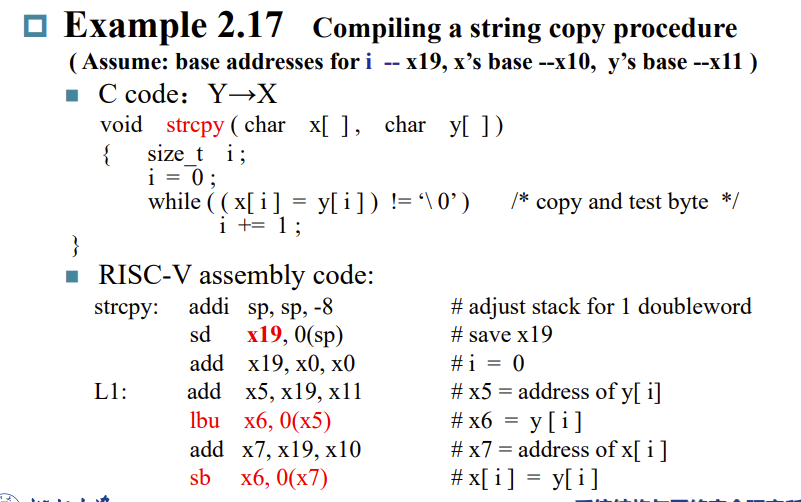 Example 2.17 Compiling a string copy procedure
( Assume: base addresses for i -- x19, x's base --x10, y's base --x11 )
C code: Y→X
void strcpy ( char x[ ], char y[ ] )
{ size_t i ;
i = 0 ;
while ( ( x[ i ] = y[ i ] ) != ‘\ 0’ ) /* copy and test byte */
i += 1 ;
}
RISC-V assembly code:
strcpy: addi sp, sp, -8 # adjust stack for 1 doubleword
sd x19, 0(sp) # save x19
add x19, x0, x0 # i = 0
L1: add x5, x19, x11 # x5 = address of y[ i]
lbu x6, 0(x5) # x6 = y [ i ]
add x7, x19, x10 # x7 = address of x[ i ]
sb x6, 0(x7) # x[ i ] = y[ i ]